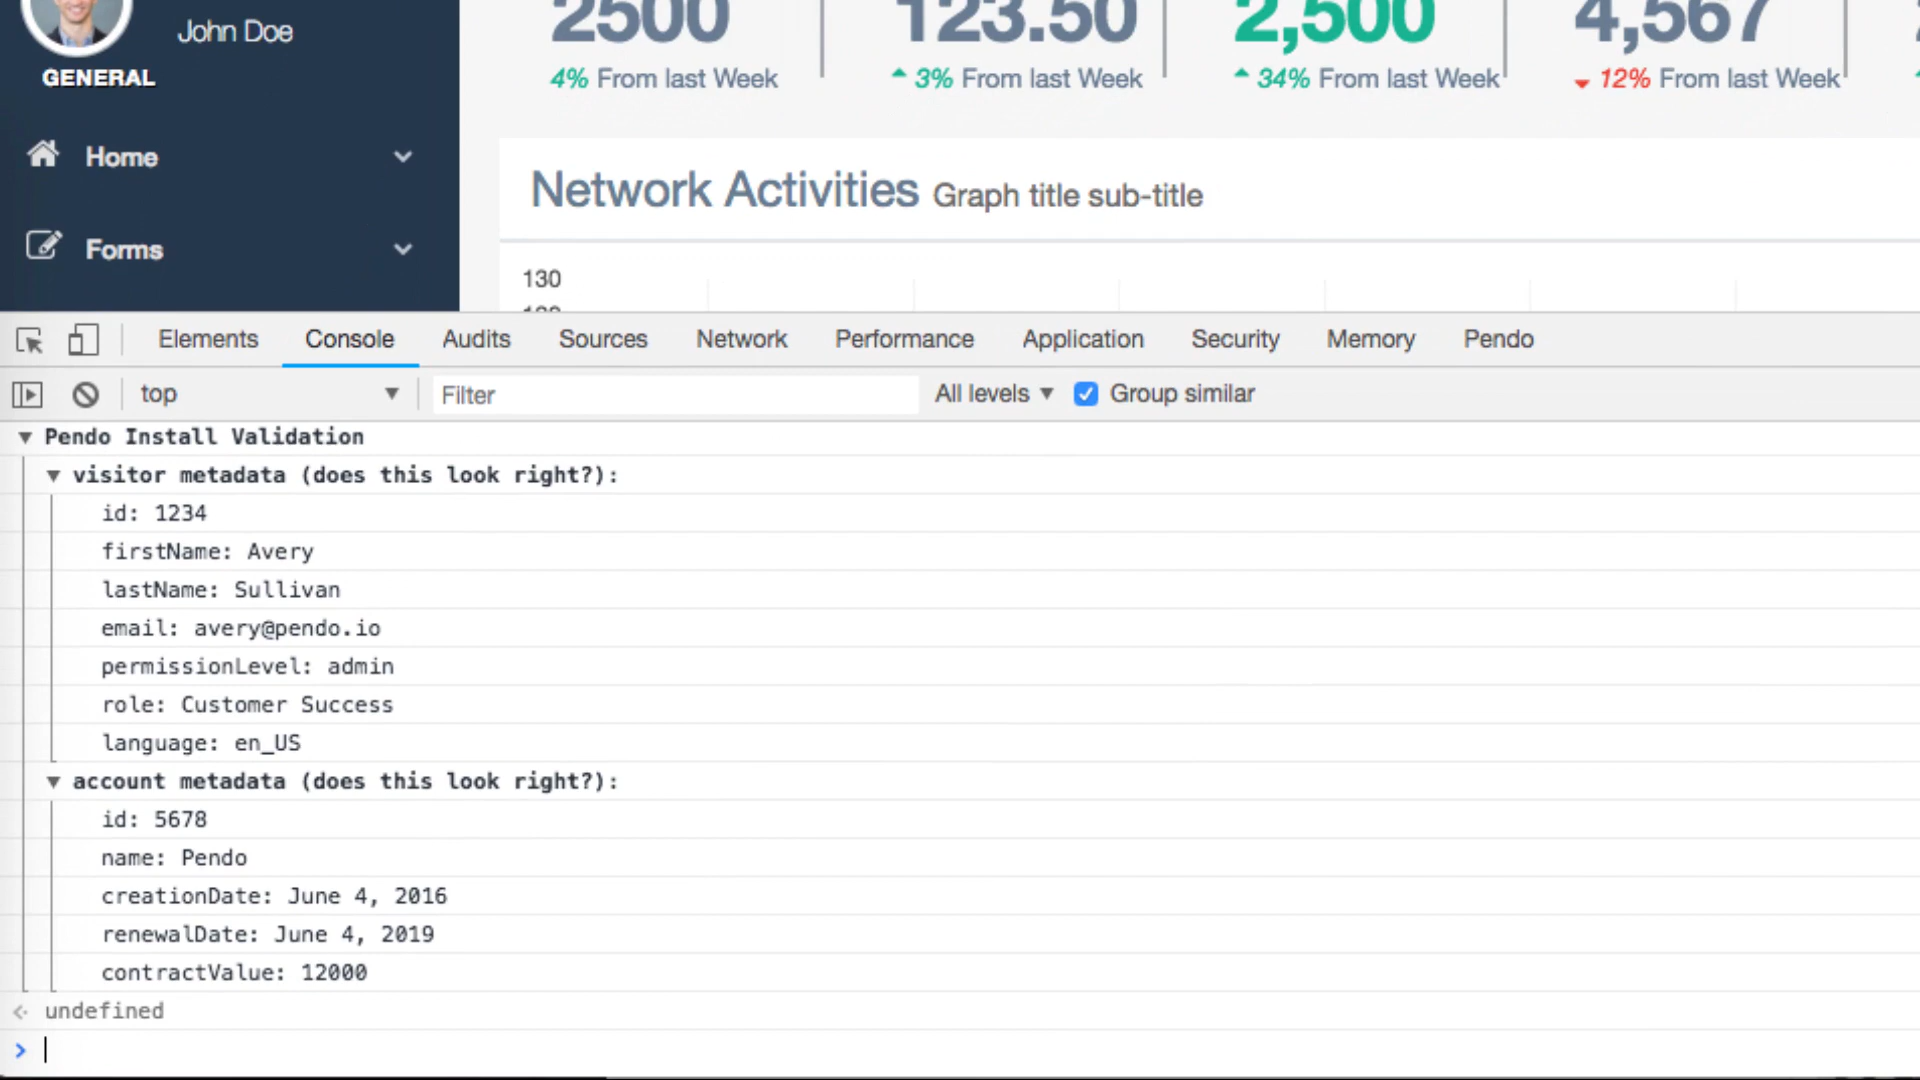 John Doe
GENERAL
Home
Forms
2500
4% From last Week
123.50
3% From last Week
2,500
34% From last Week
4,567
12% From last Week
Network Activities Graph title sub-title
130
Elements Console Audits Sources Network Performance Application Security Memory Pendo
top Filter All levels Group similar
Pendo Install Validation
visitor metadata (does this look right?):
id: 1234
firstName: Avery
lastName: Sullivan
email: avery@pendo.io
permissionLevel: admin
role: Customer Success
language: en_US
account metadata (does this look right?):
id: 5678
name: Pendo
creationDate: June 4, 2016
renewalDate: June 4, 2019
contractValue: 12000
undefined